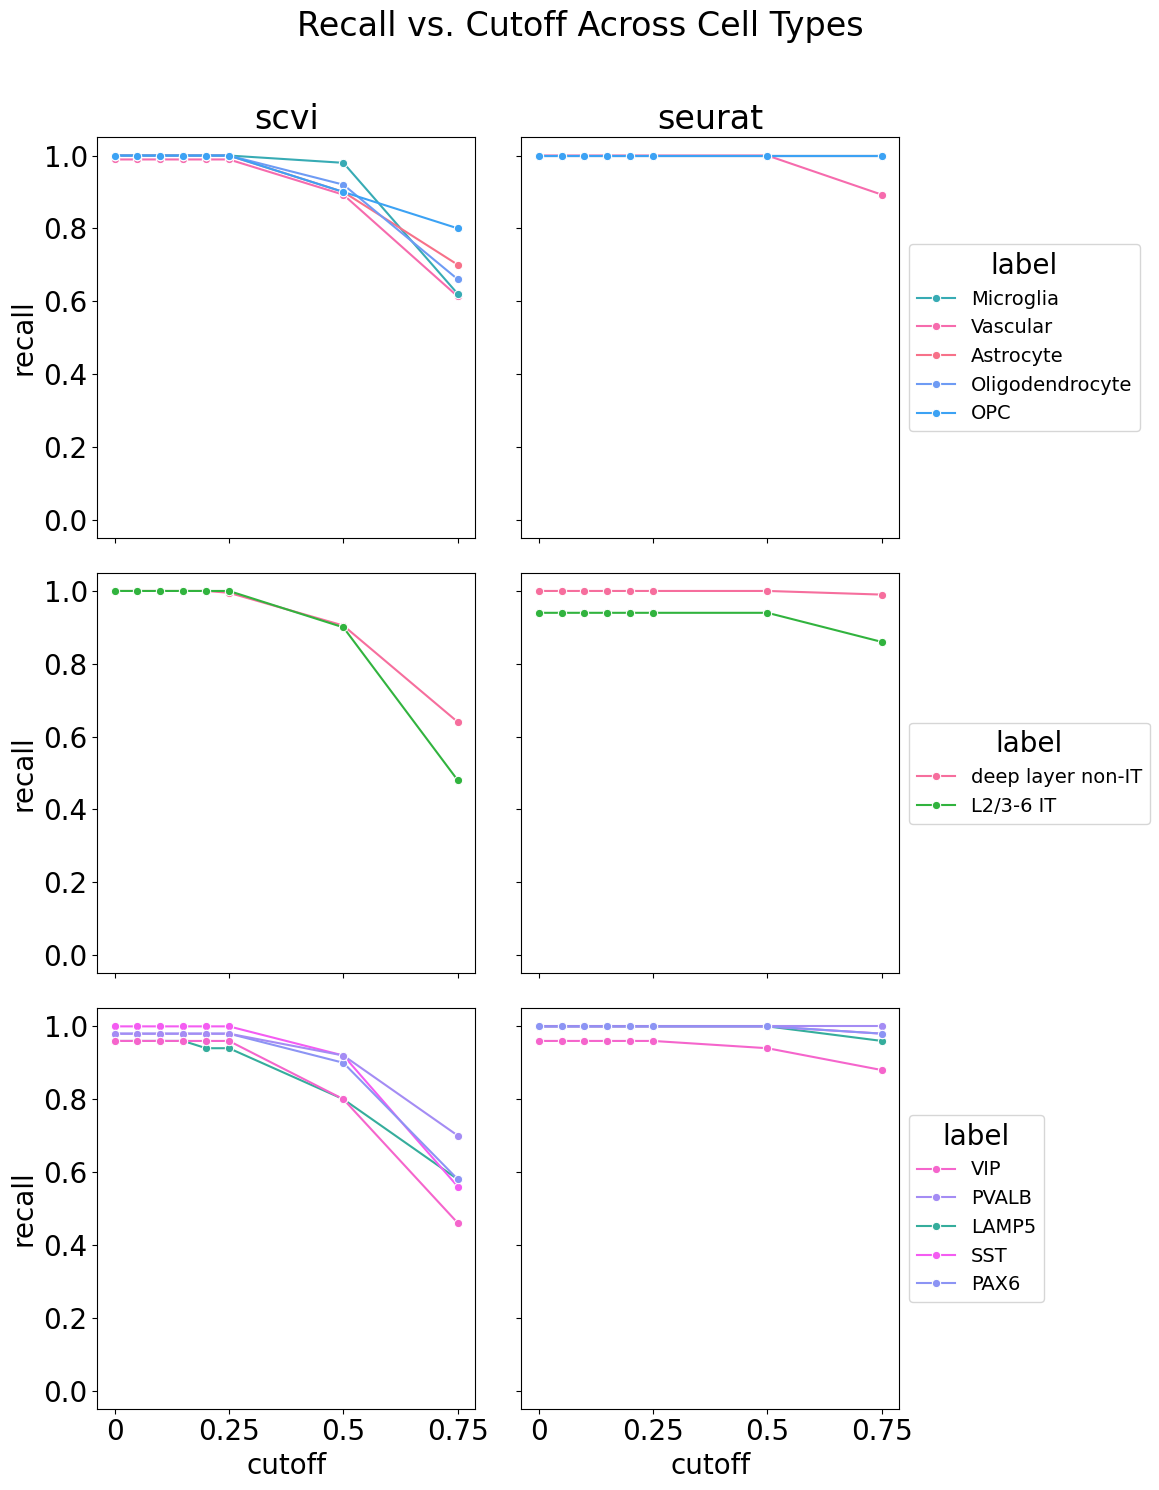 Recall vs. Cutoff Across Cell Types
scvi
seurat
1.0
0.8
0.6
0.4
0.2
0.0
recall
label
Microglia
Vascular
Astrocyte
Oligodendrocyte
OPC
1.0
0.8
0.6
0.4
0.2
0.0
recall
label
deep layer non-IT
L2/3-6 IT
1.0
0.8
0.6
0.4
0.2
0.0
recall
label
VIP
PVALB
LAMP5
SST
PAX6
0 0.25 0.5 0.75
cutoff
0 0.25 0.5 0.75
cutoff